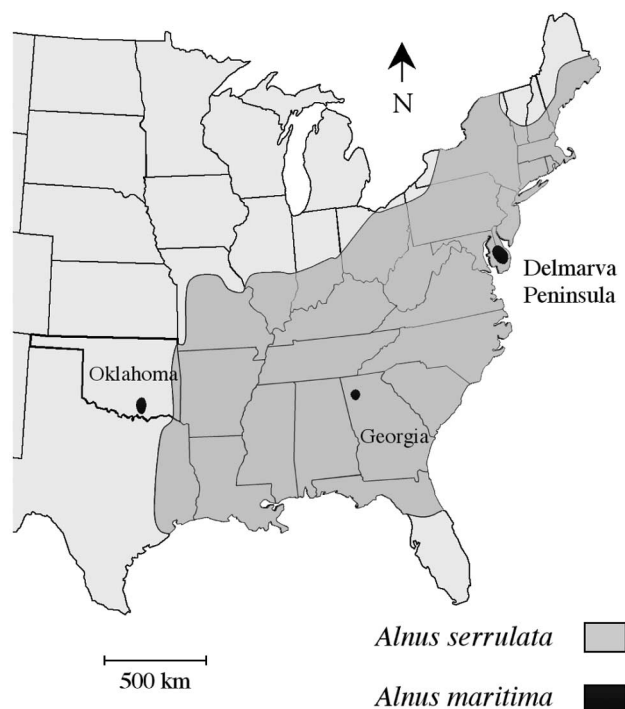 N
Delmarva
Peninsula
Oklahoma
Georgia
Alnus serrulata
500 km
Alnus maritima